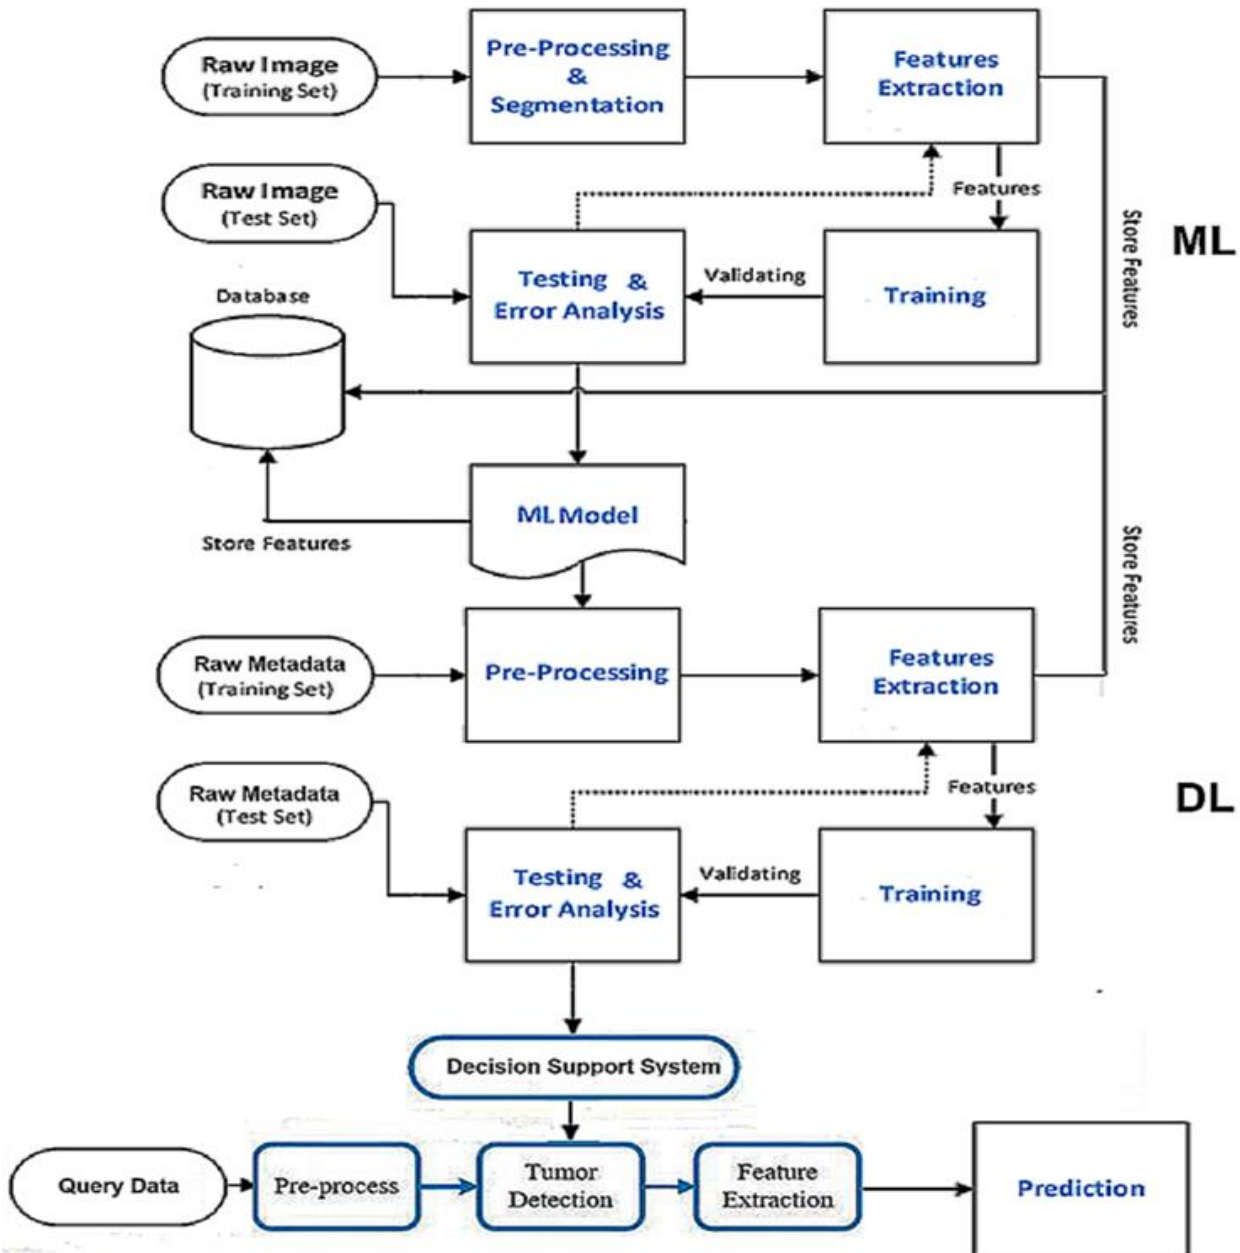 Raw Image
(Training Set)
Pre-Processing
&
Segmentation
Features
Extraction
Raw Image
(Test Set)
Features
Store Features
ML
Testing &
Error Analysis
Validating
Training
Database
ML Model
Store Features
Store Features
Raw Metadata
(Training Set)
Pre-Processing
Features
Extraction
Raw Metadata
(Test Set)
Features
DL
Testing &
Error Analysis
Validating
Training
Decision Support System
Query Data
Pre-process
Tumor
Detection
Feature
Extraction
Prediction